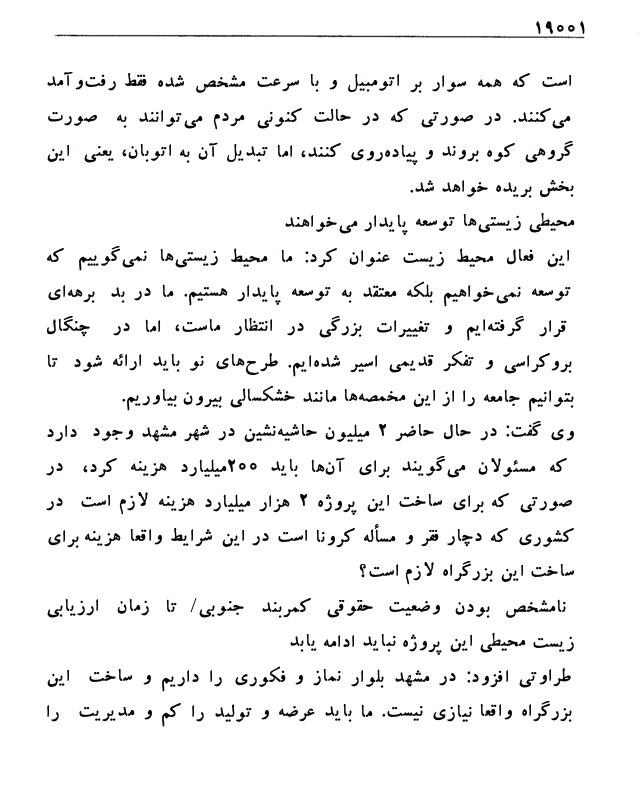 ۱۹۰۰۱
است که همه سوار بر اتومبیل و با سرعت مشخص شده فقط رفت‌وآمد
می‌کنند. در صورتی که در حالت کنونی مردم می‌توانند به صورت
گروهی کوه بروند و پیاده‌روی کنند، اما تبدیل آن به اتوبان، یعنی این
بخش بریده خواهد شد.
محیطی زیستی‌ها توسعه پایدار می‌خواهند
این فعال محیط زیست عنوان کرد: ما محیط زیستی‌ها نمی‌گوییم که
توسعه نمی‌خواهیم بلکه معتقد به توسعه پایدار هستیم. ما در بد برهه‌ای
قرار گرفته‌ایم و تغییرات بزرگی در انتظار ماست، اما در چنگال
بروکراسی و تفکر قدیمی اسیر شده‌ایم. طرح‌های نو باید ارائه شود تا
بتوانیم جامعه را از این مخمصه‌ها مانند خشکسالی بیرون بیاوریم.
وی گفت: در حال حاضر ۲ میلیون حاشیه‌نشین در شهر مشهد وجود دارد
که مسئولان می‌گویند برای آن‌ها باید ۲۰۰میلیارد هزینه کرد، در
صورتی که برای ساخت این پروژه ۲ هزار میلیارد هزینه لازم است در
کشوری که دچار فقر و مسأله کرونا است در این شرایط واقعا هزینه برای
ساخت این بزرگراه لازم است؟
نامشخص بودن وضعیت حقوقی کمربند جنوبی/ تا زمان ارزیابی
زیست محیطی این پروژه نباید ادامه یابد
طراوتی افزود: در مشهد بلوار نماز و فکوری را داریم و ساخت این
بزرگراه واقعا نیازی نیست. ما باید عرضه و تولید را کم و مدیریت را